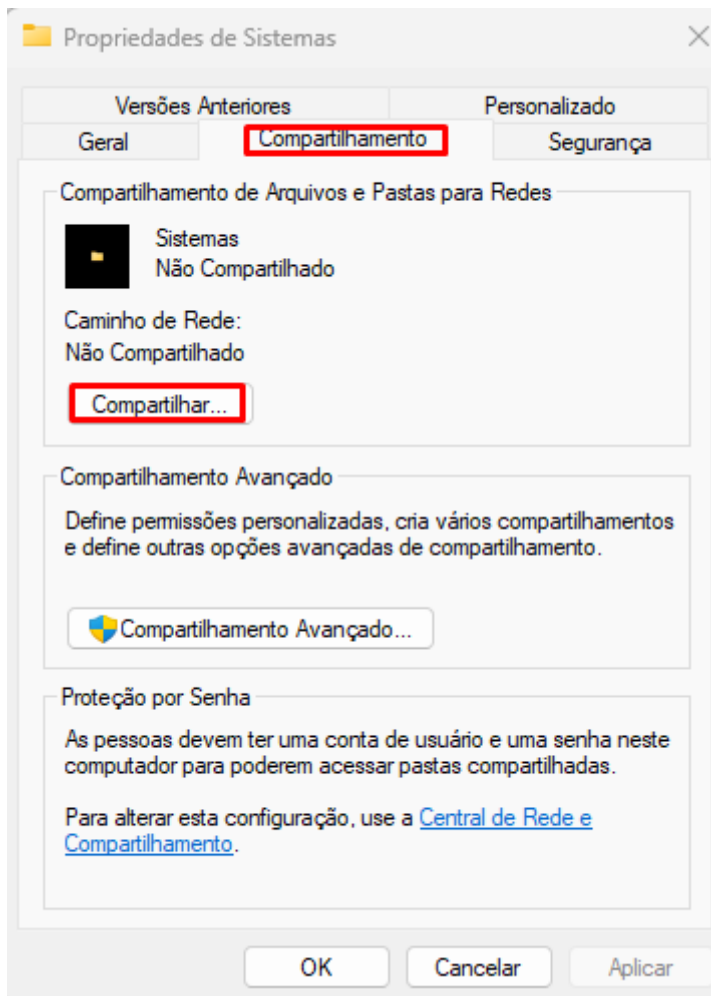 Propriedades de Sistemas
Versões Anteriores
Personalizado
Geral
Compartilhamento
Segurança
Compartilhamento de Arquivos e Pastas para Redes
Sistemas
Não Compartilhado
Caminho de Rede:
Não Compartilhado
Compartilhar...
Compartilhamento Avançado
Define permissões personalizadas, cria vários compartilhamentos
e define outras opções avançadas de compartilhamento.
Compartilhamento Avançado...
Proteção por Senha
As pessoas devem ter uma conta de usuário e uma senha neste
computador para poderem acessar pastas compartilhadas.
Para alterar esta configuração, use a Central de Rede e
Compartilhamento.
OK
Cancelar
Aplicar